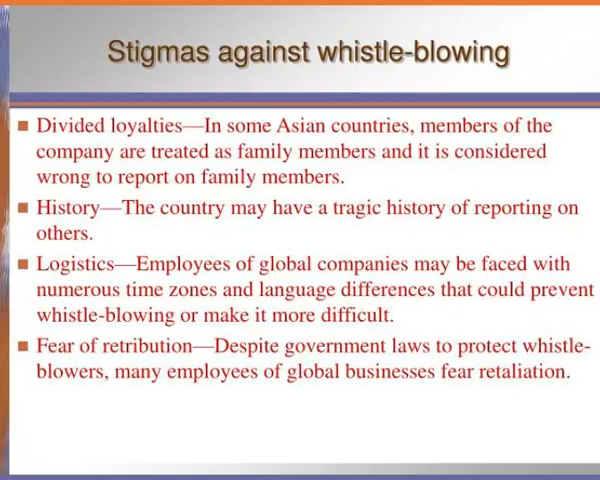 Stigmas against whistle-blowing
Divided loyalties—In some Asian countries, members of the
company are treated as family members and it is considered
wrong to report on family members.
History—The country may have a tragic history of reporting on
others.
Logistics—Employees of global companies may be faced with
numerous time zones and language differences that could prevent
whistle-blowing or make it more difficult.
Fear of retribution—Despite government laws to protect whistle-
blowers, many employees of global businesses fear retaliation.